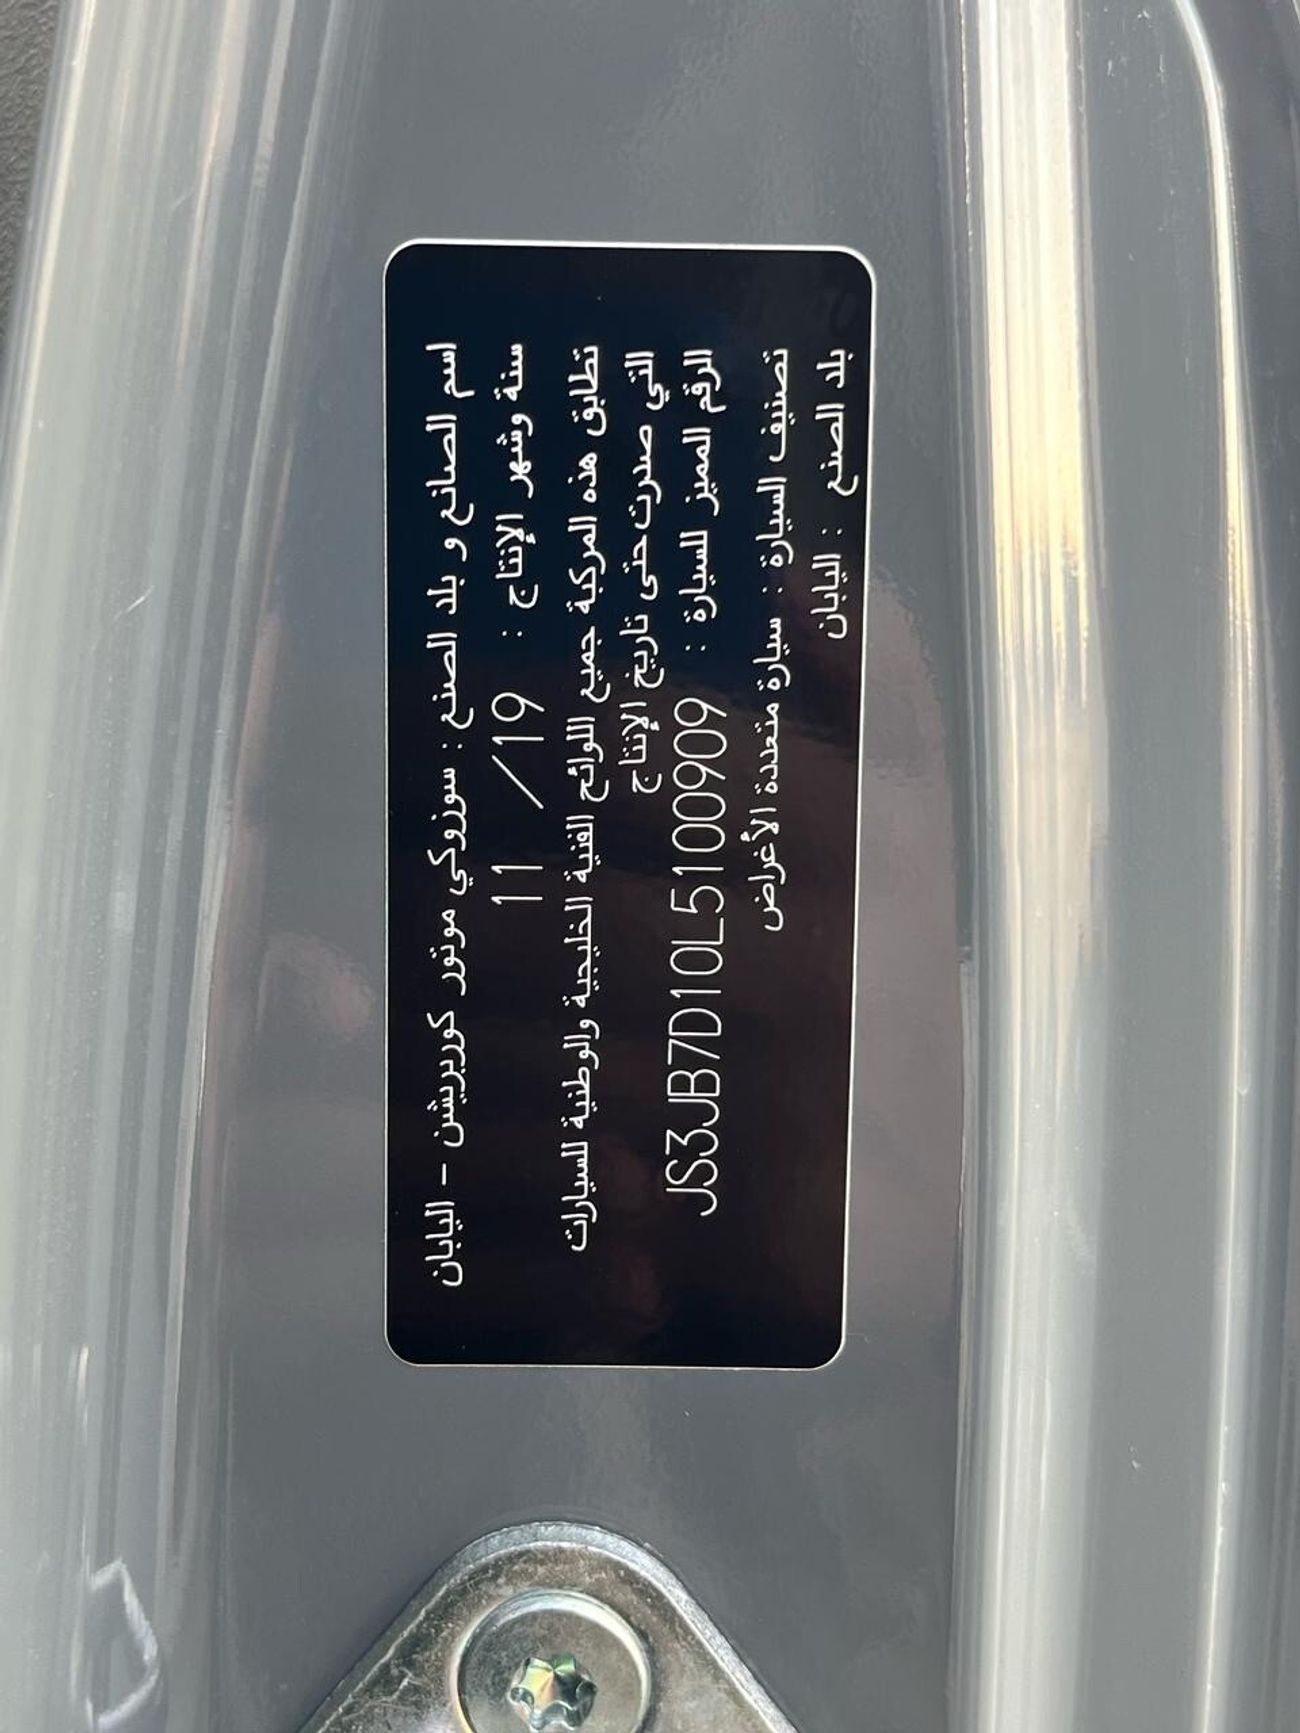 اسم الصانع و بلد الصنع : سوزوكي موتور كوربريشن - اليابان
سنة وشهر الإنتاج : 11 / 19
تطابق هذه المركبة جميع اللوائح الفنية الخليجية والوطنية للسيارات
التي صدرت حتى تاريخ الإنتاج
الرقم المميز للسيارة : JS3JB7D10L5100909
تصنيف السيارة : سيارة متعددة الأغراض
بلد الصنع : اليابان